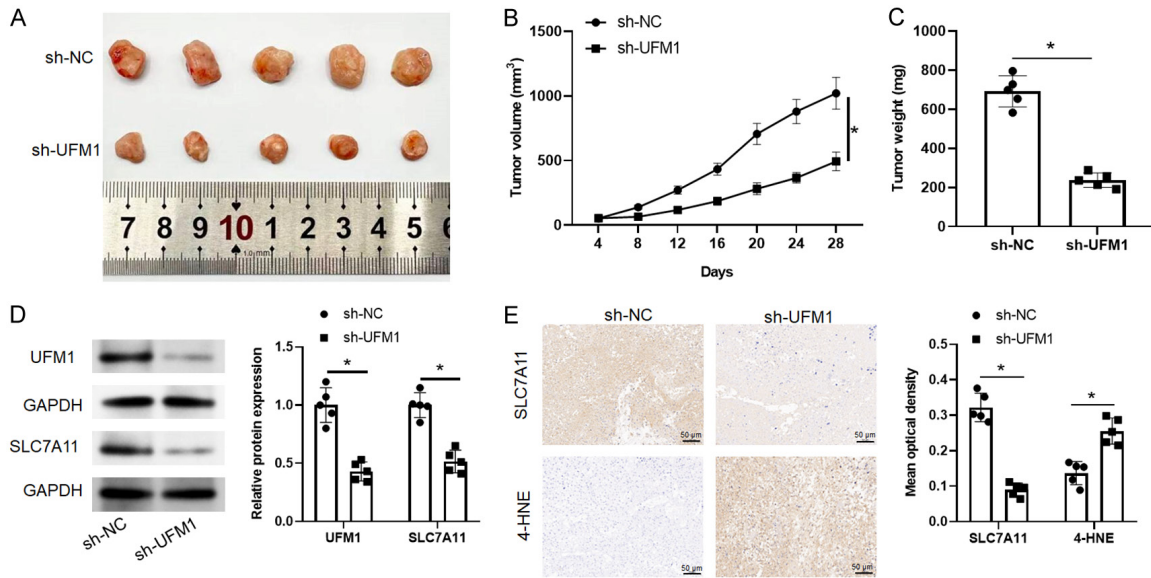 A
sh-NC
sh-UFM1
7 8 9 10 1 2 3 4 5 6
1.0 mm
B
sh-NC
sh-UFM1
Tumor volume (mm³)
1500
1000
500
0
*
4 8 12 16 20 24 28
Days
C
Tumor weight (mg)
1000
800
600
400
200
0
*
sh-NC sh-UFM1
D
UFM1
GAPDH
SLC7A11
GAPDH
sh-NC sh-UFM1
sh-NC
sh-UFM1
Relative protein expression
1.5
1.0
0.5
0.0
* *
UFM1 SLC7A11
E
sh-NC sh-UFM1
SLC7A11
50 μm 50 μm
4-HNE
50 μm 50 μm
sh-NC
sh-UFM1
Mean optical density
0.5
0.4
0.3
0.2
0.1
0.0
* *
SLC7A11 4-HNE